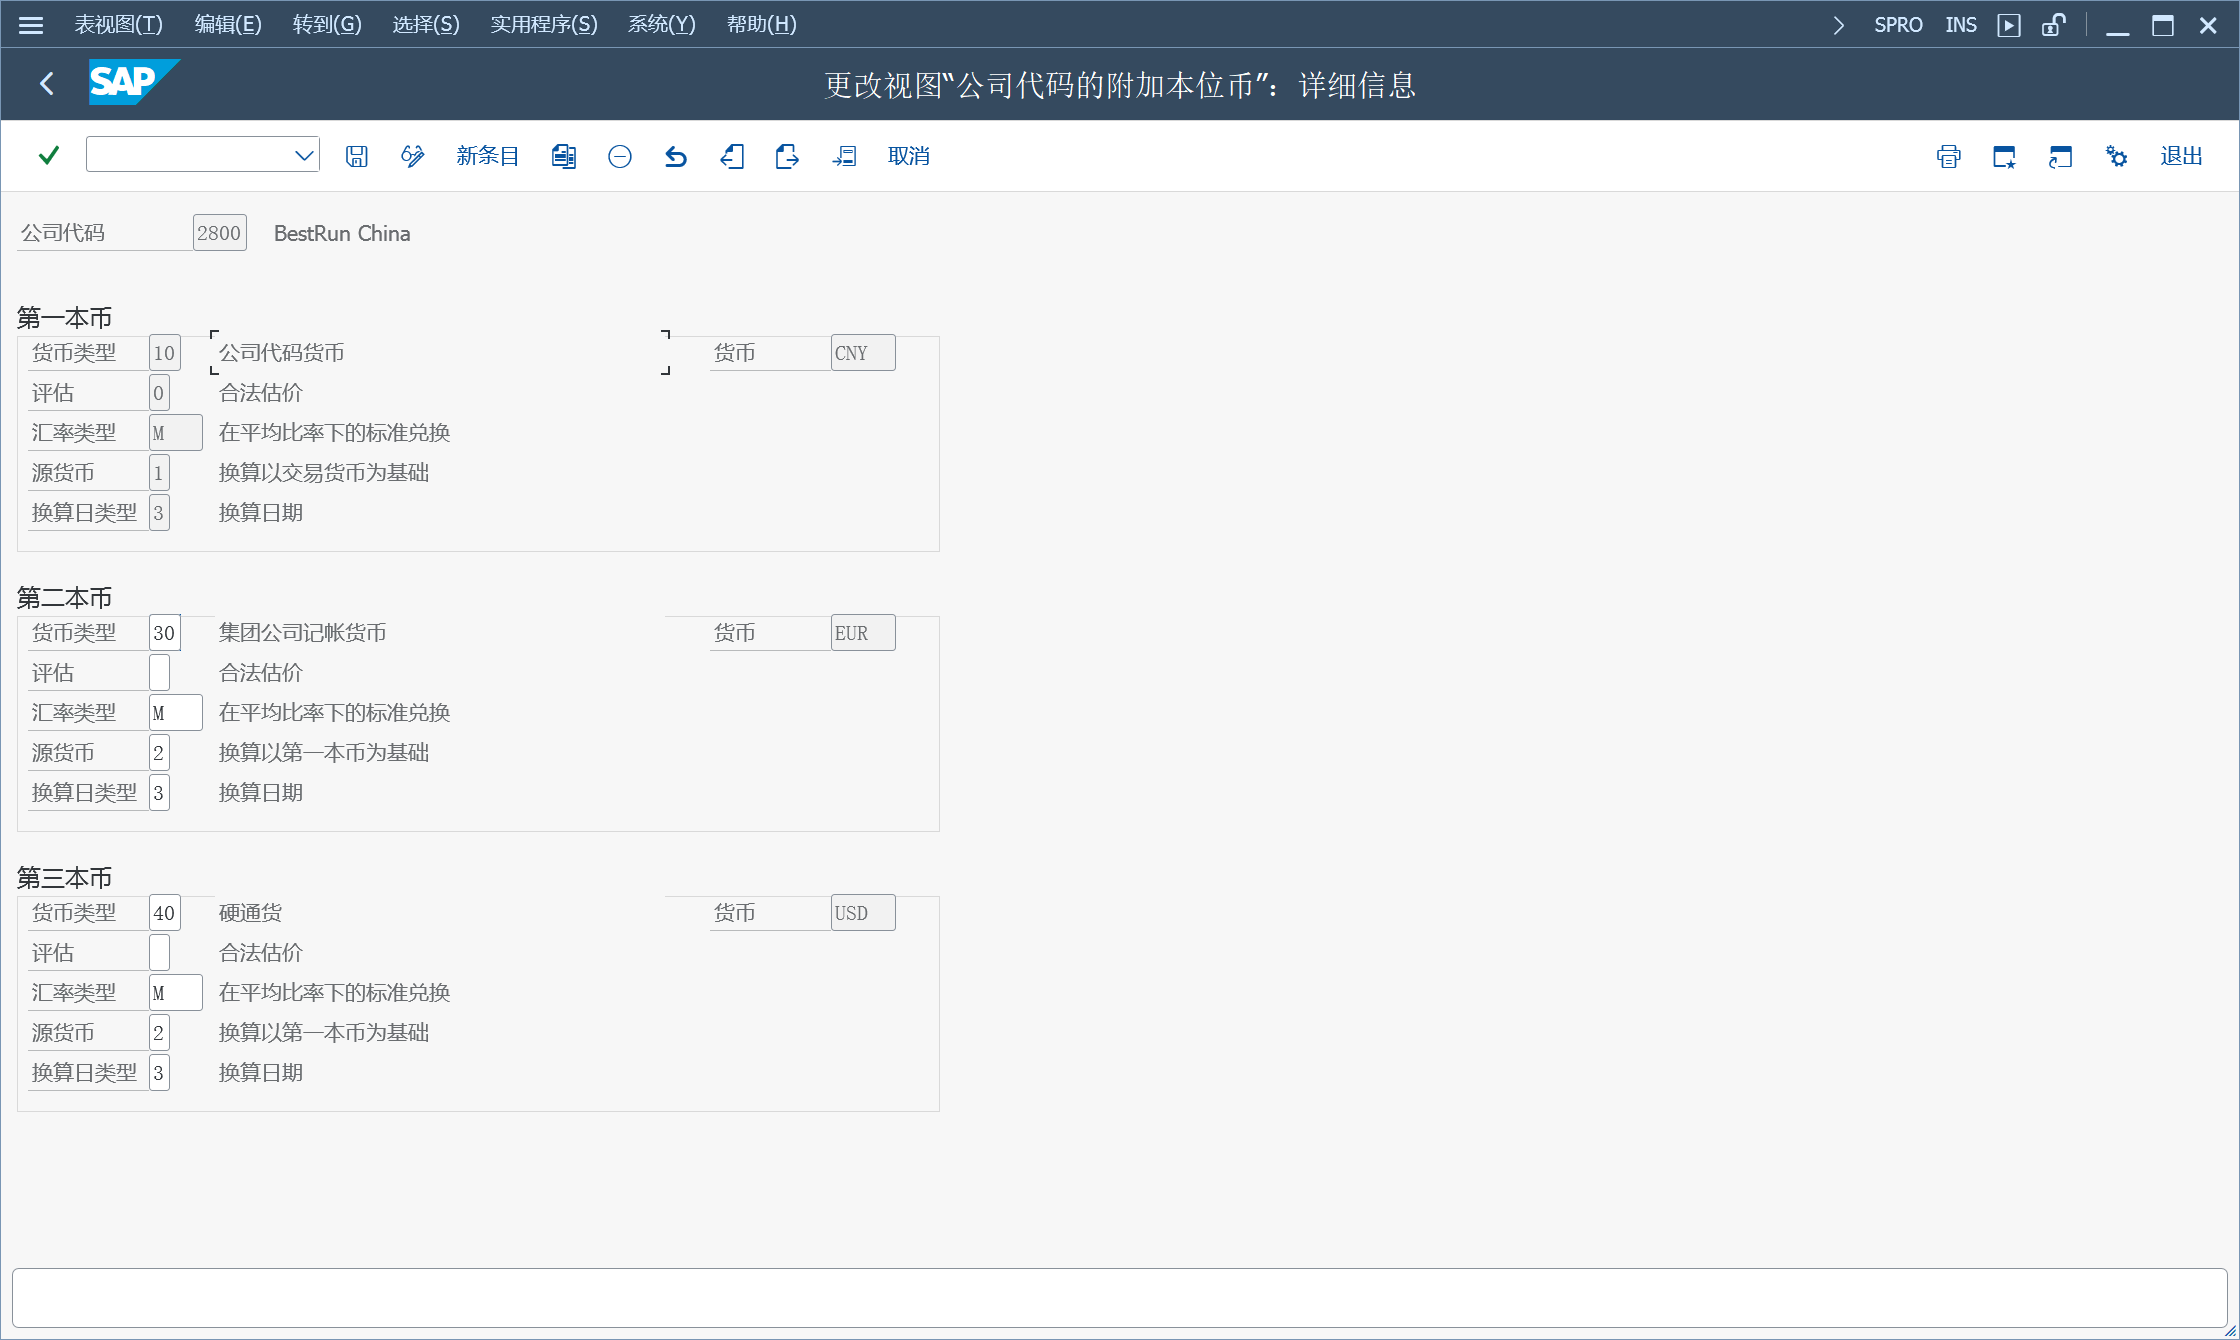 表视图(T) 编辑(E) 转到(G) 选择(S) 实用程序(S) 系统(Y) 帮助(H) SPRO INS
SAP 更改视图“公司代码的附加本位币”：详细信息
新条目 取消 退出
公司代码 2800 BestRun China
第一本币
货币类型 10 公司代码货币 货币 CNY
评估 0 合法估价
汇率类型 M 在平均比率下的标准兑换
源货币 1 换算以交易货币为基础
换算日类型 3 换算日期
第二本币
货币类型 30 集团公司记帐货币 货币 EUR
评估 合法估价
汇率类型 M 在平均比率下的标准兑换
源货币 2 换算以第一本币为基础
换算日类型 3 换算日期
第三本币
货币类型 40 硬通货 货币 USD
评估 合法估价
汇率类型 M 在平均比率下的标准兑换
源货币 2 换算以第一本币为基础
换算日类型 3 换算日期